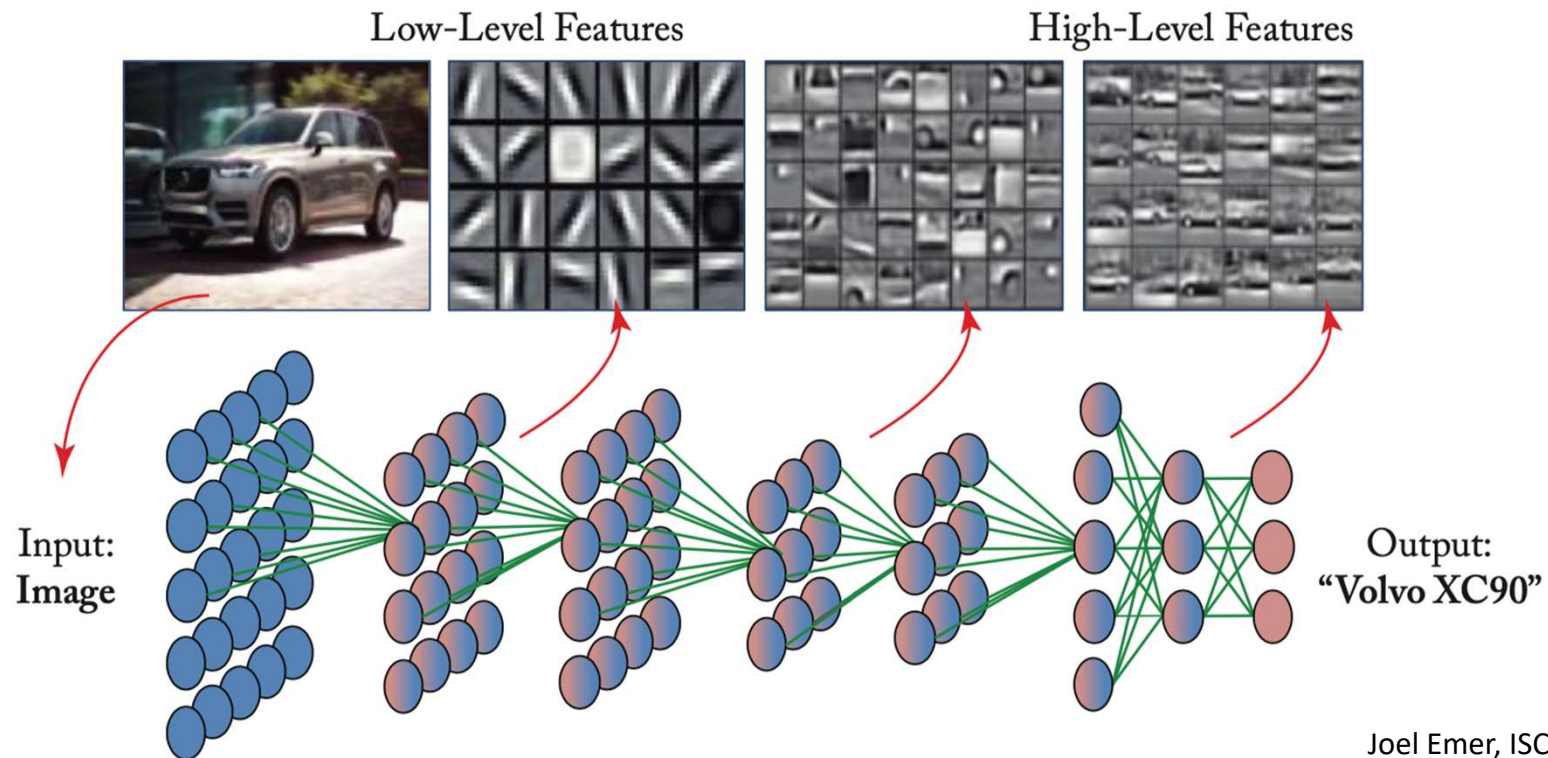 Low-Level Features
High-Level Features
Input:
Image
Output:
“Volvo XC90”
Joel Emer, ISC